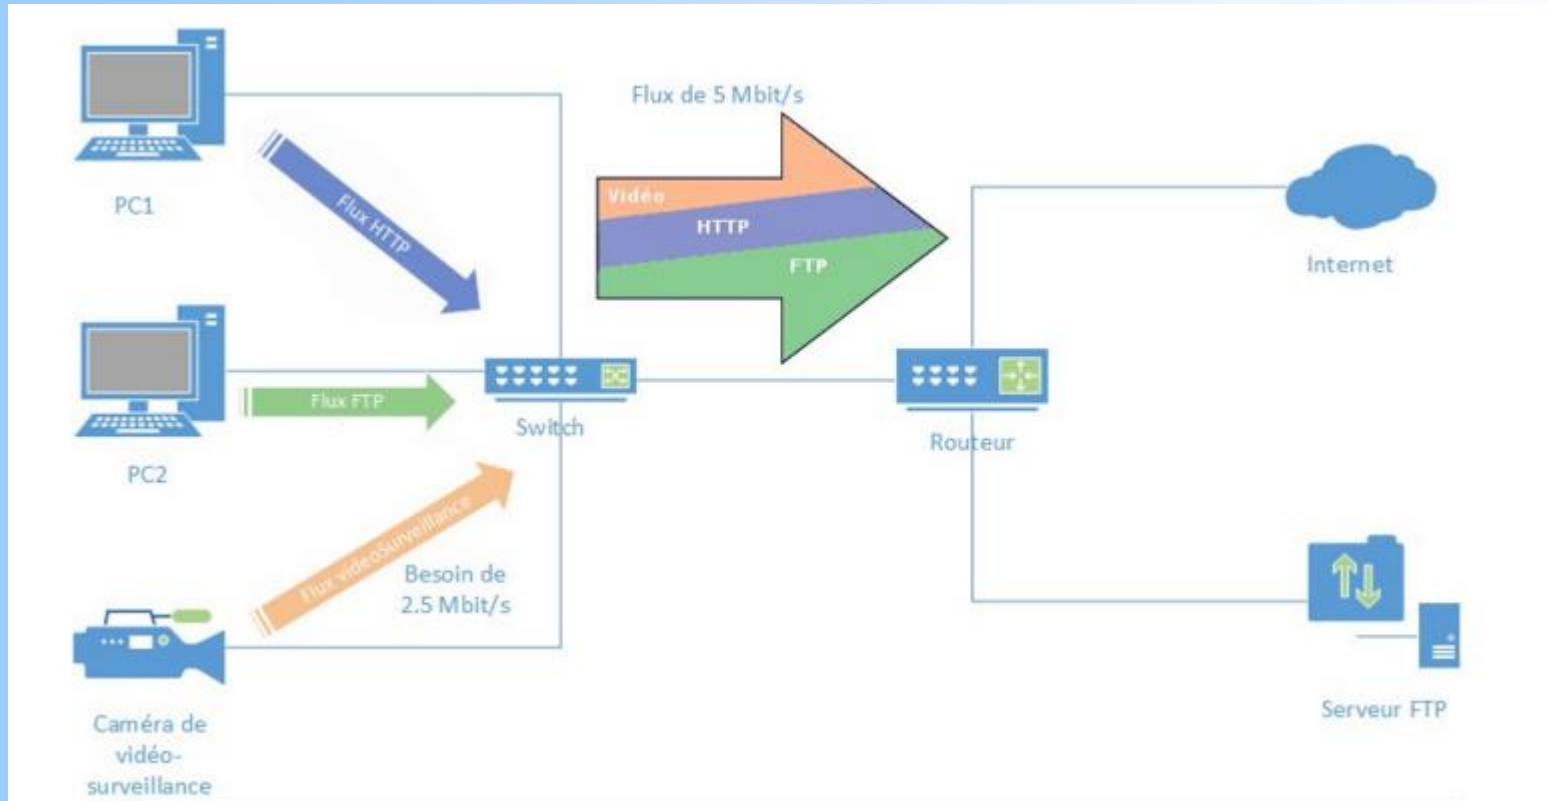 Flux de 5 Mbit/s
Vidéo
HTTP
FTP
PC1
Flux HTTP
Internet
PC2
Flux FTP
Switch
Routeur
Flux videoSurveillance
Besoin de
2.5 Mbit/s
Caméra de
vidéo-
surveillance
Serveur FTP